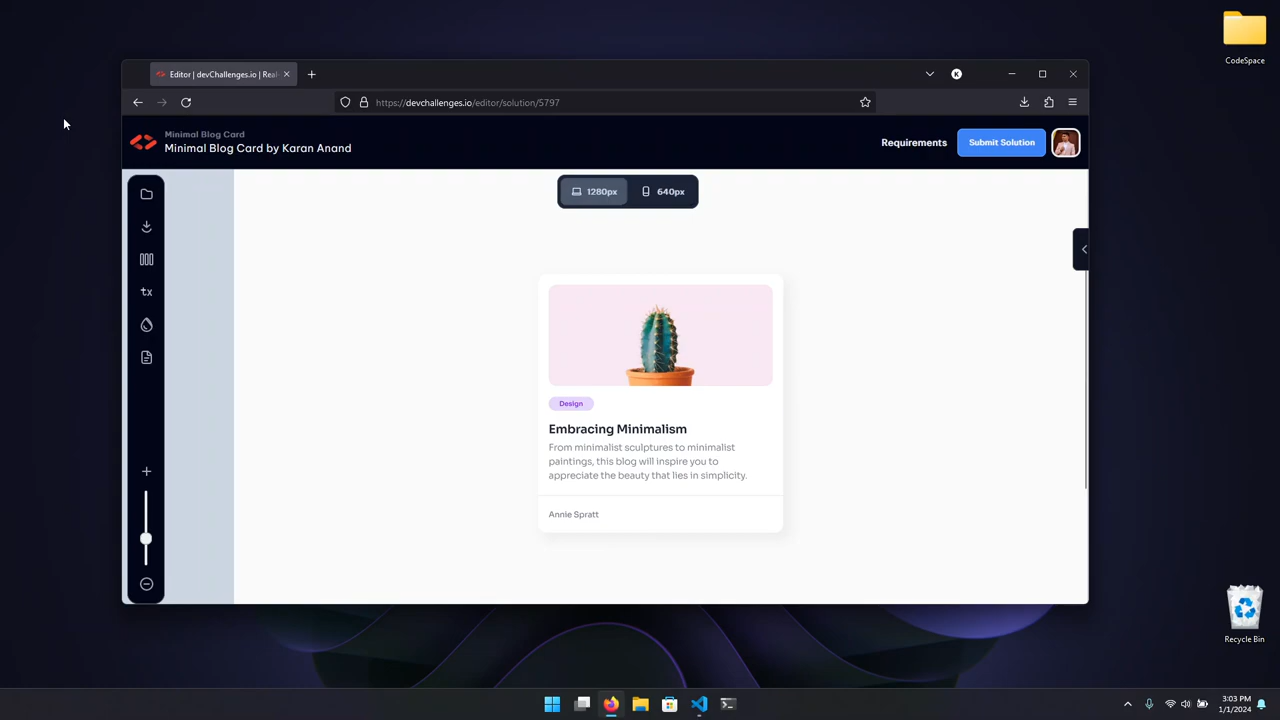 CodeSpace
Editor | devChallenges.io | Real
https://devchallenges.io/editor/solution/5797
Minimal Blog Card
Minimal Blog Card by Karan Anand
Requirements
Submit Solution
K
1280px
640px
tx
Design
Embracing Minimalism
From minimalist sculptures to minimalist
paintings, this blog will inspire you to
appreciate the beauty that lies in simplicity.
Annie Spratt
Recycle Bin
3:03 PM
1/1/2024